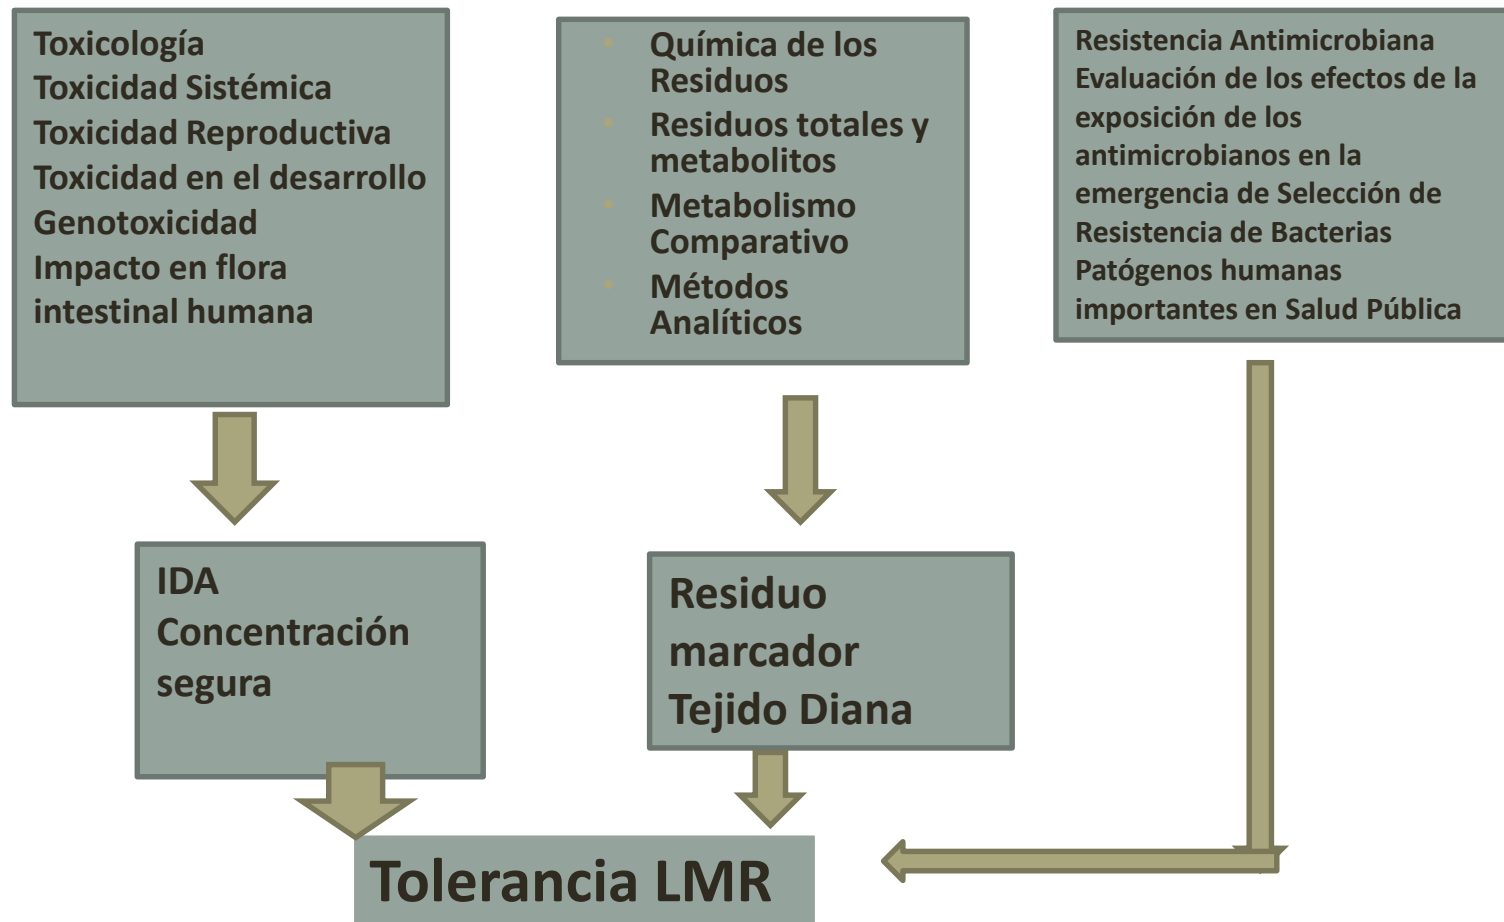 Toxicología
Toxicidad Sistémica
Toxicidad Reproductiva
Toxicidad en el desarrollo
Genotoxicidad
Impacto en flora
intestinal humana
• Química de los
Residuos
• Residuos totales y
metabolitos
• Metabolismo
Comparativo
• Métodos
Analíticos
Resistencia Antimicrobiana
Evaluación de los efectos de la
exposición de los
antimicrobianos en la
emergencia de Selección de
Resistencia de Bacterias
Patógenos humanas
importantes en Salud Pública
IDA
Concentración
segura
Residuo
marcador
Tejido Diana
Tolerancia LMR